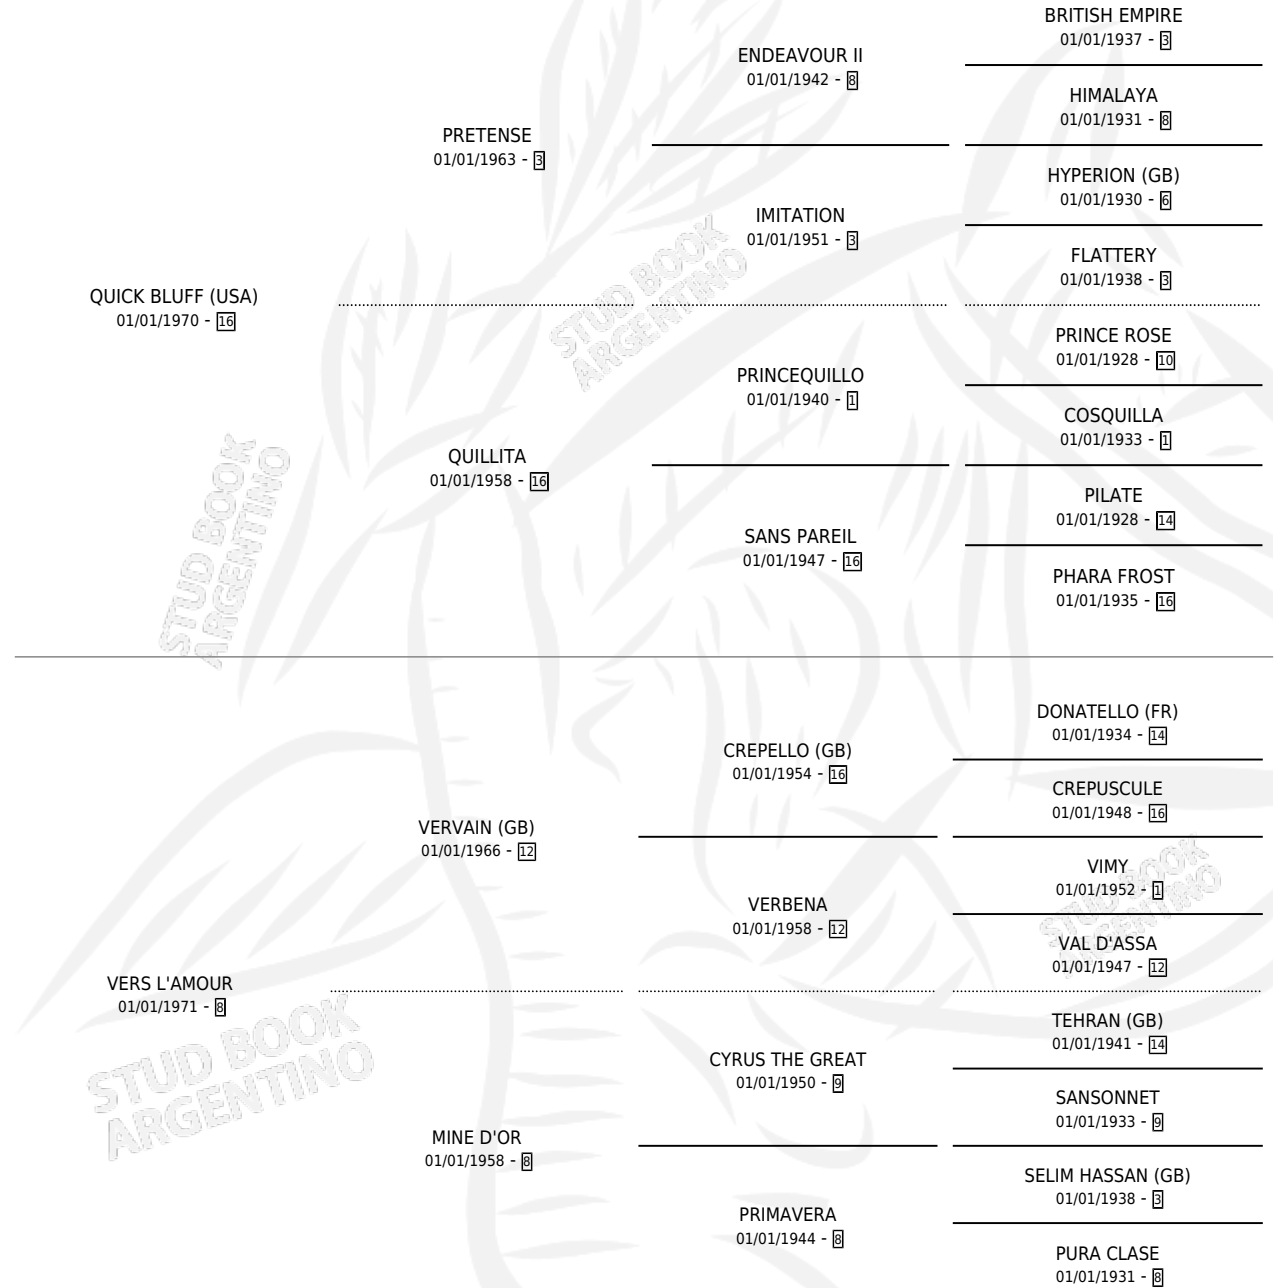 BRITISH EMPIRE
01/01/1937 - 3
ENDEAVOUR II
01/01/1942 - 8
HIMALAYA
01/01/1931 - 8
PRETENSE
01/01/1963 - 3
HYPERION (GB)
01/01/1930 - 6
IMITATION
01/01/1951 - 3
FLATTERY
01/01/1938 - 3
QUICK BLUFF (USA)
01/01/1970 - 16
PRINCE ROSE
01/01/1928 - 10
PRINCEQUILLO
01/01/1940 - 1
COSQUILLA
01/01/1933 - 1
QUILLITA
01/01/1958 - 16
PILATE
01/01/1928 - 14
SANS PAREIL
01/01/1947 - 16
PHARA FROST
01/01/1935 - 16
DONATELLO (FR)
01/01/1934 - 14
CREPELLO (GB)
01/01/1954 - 16
CREPUSCULE
01/01/1948 - 16
VERVAIN (GB)
01/01/1966 - 12
VIMY
01/01/1952 - 1
VERBENA
01/01/1958 - 12
VAL D'ASSA
01/01/1947 - 12
VERS L'AMOUR
01/01/1971 - 8
TEHRAN (GB)
01/01/1941 - 14
CYRUS THE GREAT
01/01/1950 - 9
SANSONNET
01/01/1933 - 9
MINE D'OR
01/01/1958 - 8
SELIM HASSAN (GB)
01/01/1938 - 3
PRIMAVERA
01/01/1944 - 8
PURA CLASE
01/01/1931 - 8
STUD BOOK
ARGENTINO
STUD BOOK
ARGENTINO
STUD BOOK
ARGENTINO
STUD BOOK
ARGENTINO